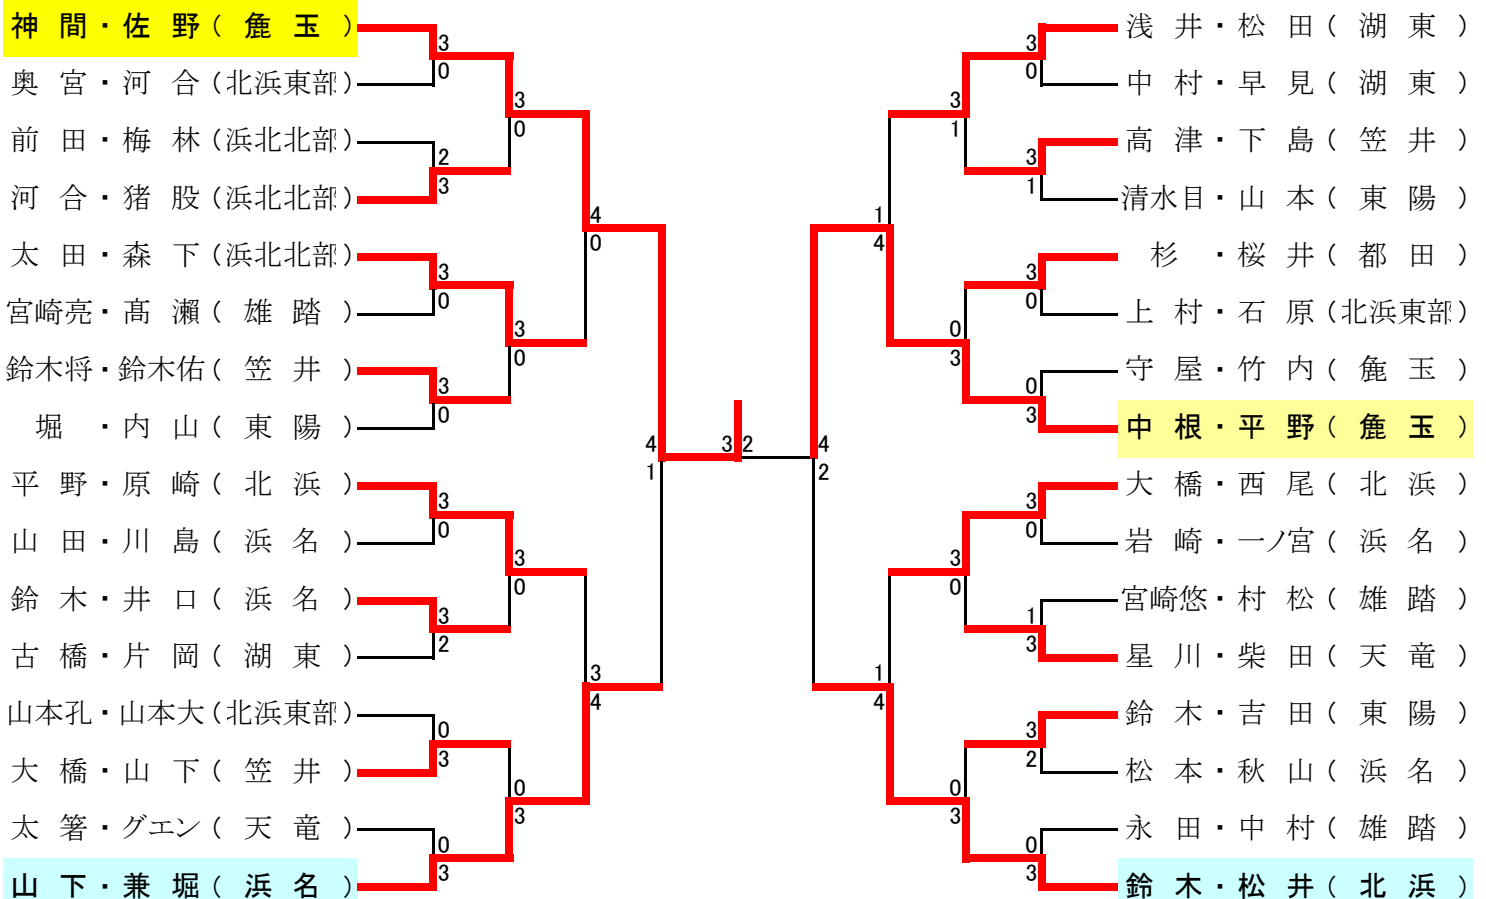 神間・佐野(麁玉)
3
0
奥宮・河合(北浜東部)
3
0
前田・梅林(浜北北部)
2
3
河合・猪股(浜北北部)
4
0
太田・森下(浜北北部)
3
0
宮崎亮・髙瀨(雄踏)
3
0
鈴木将・鈴木佑(笠井)
3
0
堀・内山(東陽)
4
1
平野・原崎(北浜)
3
0
山田・川島(浜名)
3
0
鈴木・井口(浜名)
3
2
古橋・片岡(湖東)
3
4
山本孔・山本大(北浜東部)
0
3
大橋・山下(笠井)
0
3
太箸・グエン(天竜)
0
3
山下・兼堀(浜名)
3 2
浅井・松田(湖東)
3
0
中村・早見(湖東)
3
1
高津・下島(笠井)
3
1
清水目・山本(東陽)
1
4
杉・桜井(都田)
3
0
上村・石原(北浜東部)
0
3
守屋・竹内(麁玉)
0
3
中根・平野(麁玉)
4
2
大橋・西尾(北浜)
3
0
岩崎・一ノ宮(浜名)
3
0
宮崎悠・村松(雄踏)
1
3
星川・柴田(天竜)
1
4
鈴木・吉田(東陽)
3
2
松本・秋山(浜名)
0
3
永田・中村(雄踏)
0
3
鈴木・松井(北浜)